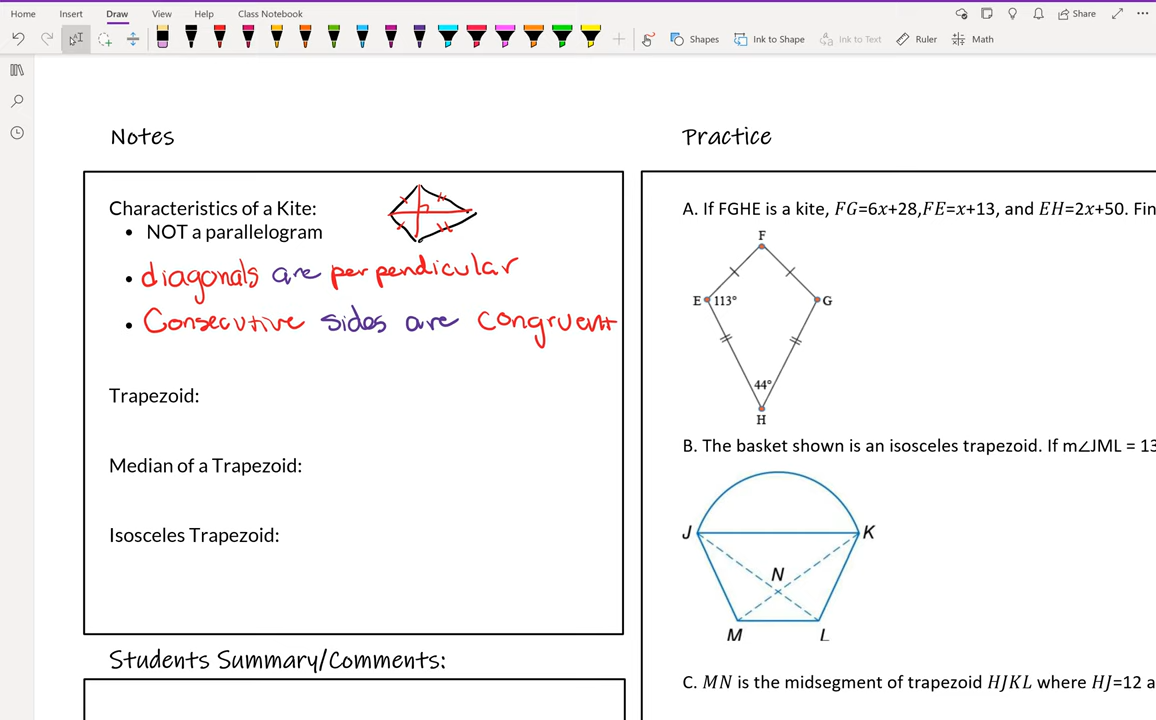 Home Insert Draw View Help Class Notebook
Share
Shapes Ink to Shape Ink to Text Ruler Math
Notes
Characteristics of a Kite:
• NOT a parallelogram
• diagonals are perpendicular
• Consecutive sides are congruent
Trapezoid:
Median of a Trapezoid:
Isosceles Trapezoid:
Students Summary/Comments:
Practice
A. If FGHE is a kite, FG=6x+28,FE=x+13, and EH=2x+50. Fin
F
E 113° G
44°
H
B. The basket shown is an isosceles trapezoid. If m∠JML = 13
J K
N
M L
C. MN is the midsegment of trapezoid HJKL where HJ=12 a